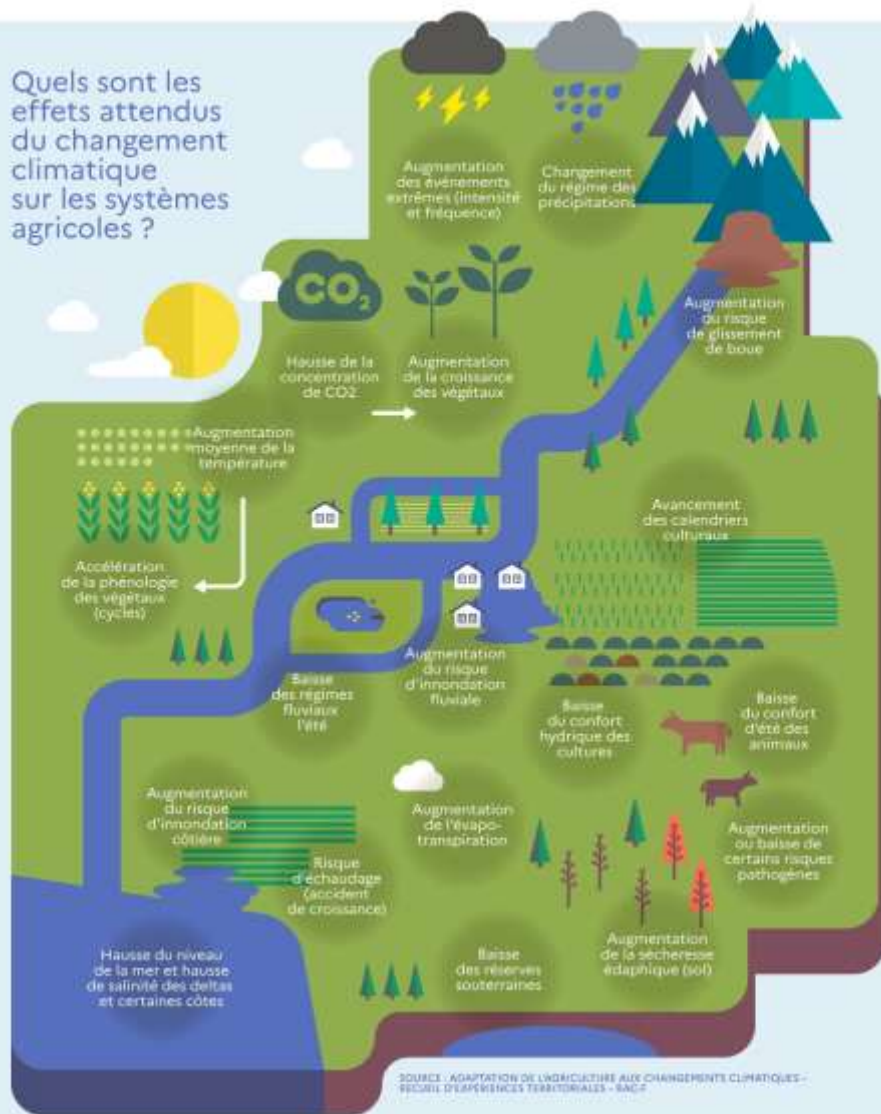 Quels sont les
effets attendus
du changement
climatique
sur les systèmes
agricoles ?
Augmentation
des événements
extrêmes (intensité
et fréquence)
Changement
du régime des
précipitations
CO2
Augmentation
du risque
de glissement
de boue
Hausse de la
concentration
de CO2
Augmentation
de la croissance
des végétaux
Augmentation
moyenne de la
température
Avancement
des calendriers
culturaux
Accélération
de la phénologie
des végétaux
(cycles)
Baisse
des régimes
fluviaux
l'été
Augmentation
du risque
d'innondation
fluviale
Baisse
du confort
hydrique des
cultures
Baisse
du confort
d'été des
animaux
Augmentation
du risque
d'innondation
côtière
Risque
d'échaudage
(accident
de croissance)
Augmentation
de l'évapo-
transpiration
Augmentation
ou baisse de
certains risques
pathogènes
Hausse du niveau
de la mer et hausse
de salinité des deltas
et certaines côtes
Baisse
des réserves
souterraines
Augmentation
de la sécheresse
édaphique (sol)
SOURCE : ADAPTATION DE L'AGRICULTURE AUX CHANGEMENTS CLIMATIQUES -
RECUEIL D'EXPÉRIENCES TERRITORIALES - RAC-F